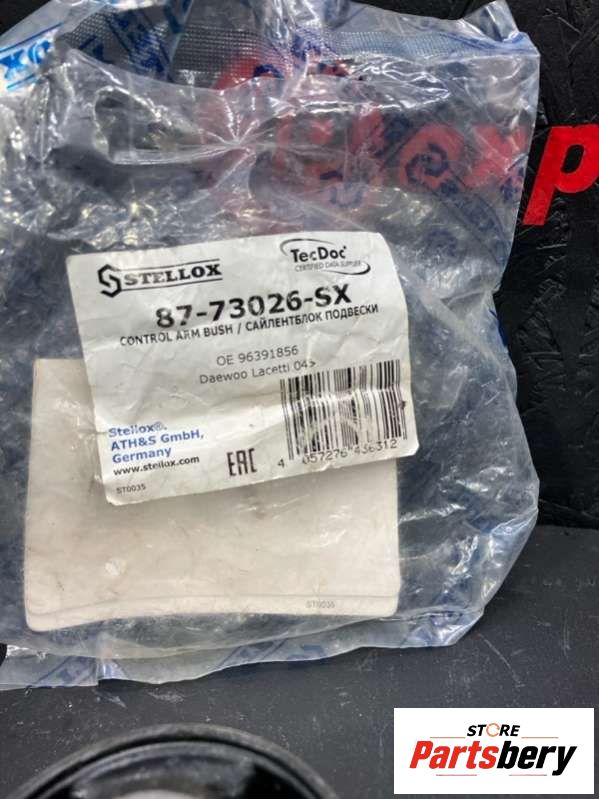 STELLOX
TecDoc
CERTIFIED DATA SUPPLIER
87-73026-SX
CONTROL ARM BUSH / САЙЛЕНТБЛОК ПОДВЕСКИ
OE 96391856
Daewoo Lacetti 04>
Stellox®.
ATH&S GmbH,
Germany
www.stellox.com
EAC
4 057276 436312
ST0035
ST0035
STORE
Partsbery